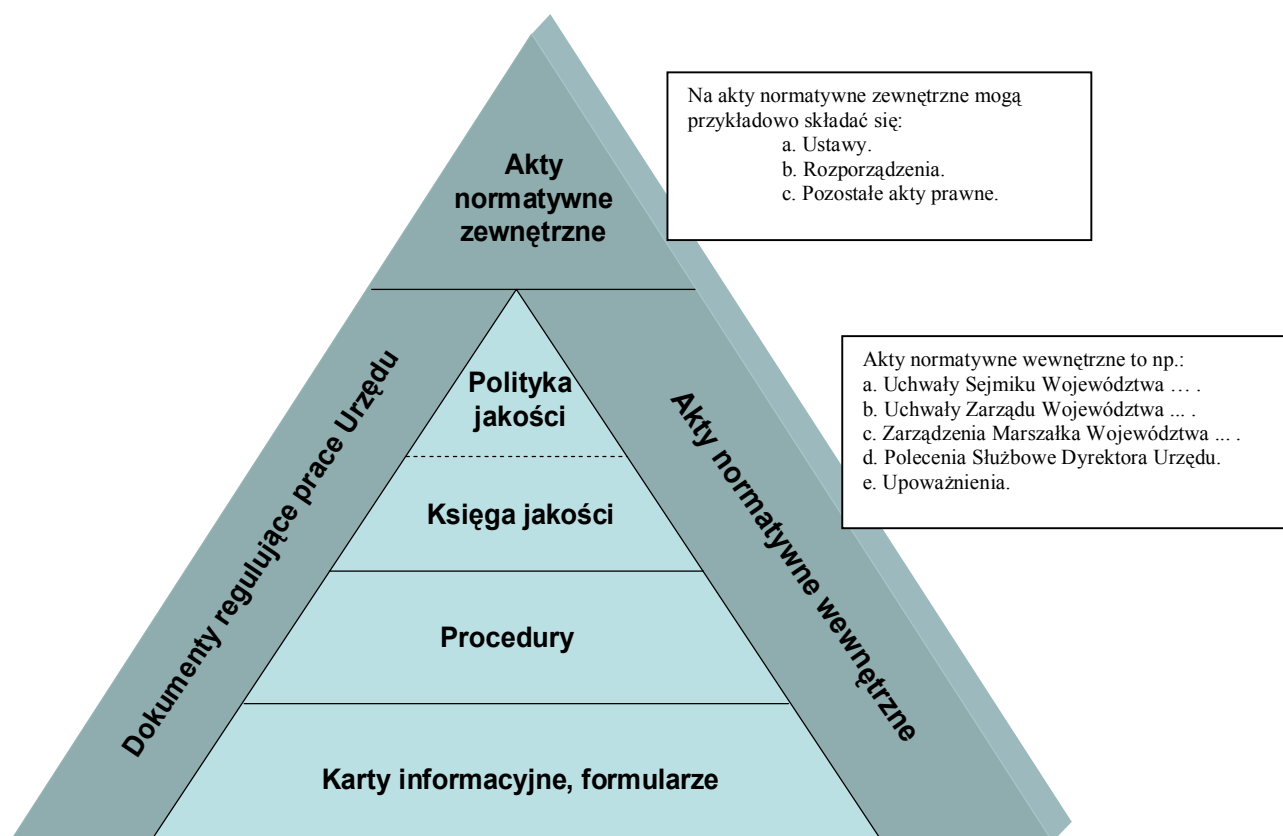 Akty
normatywne
zewnętrzne
Na akty normatywne zewnętrzne mogą
przykładowo składać się:
a. Ustawy.
b. Rozporządzenia.
c. Pozostałe akty prawne.
Dokumenty regulujące prace Urzędu
Polityka
jakości
Księga jakości
Procedury
Karty informacyjne, formularze
Akty normatywne wewnętrzne
Akty normatywne wewnętrzne to np.:
a. Uchwały Sejmiku Województwa … .
b. Uchwały Zarządu Województwa ... .
c. Zarządzenia Marszałka Województwa ... .
d. Polecenia Służbowe Dyrektora Urzędu.
e. Upoważnienia.